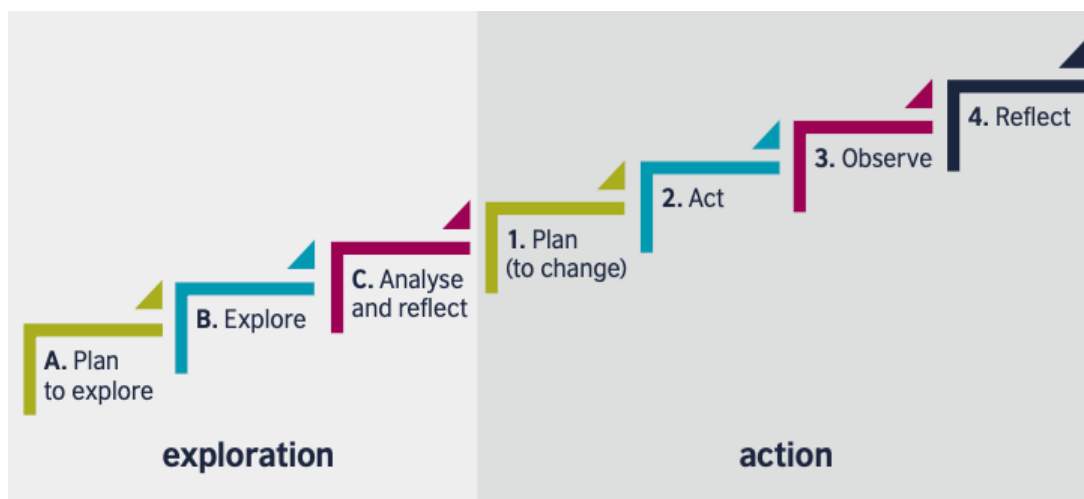 A. Plan
to explore
B. Explore
C. Analyse
and reflect
exploration
1. Plan
(to change)
2. Act
3. Observe
4. Reflect
action